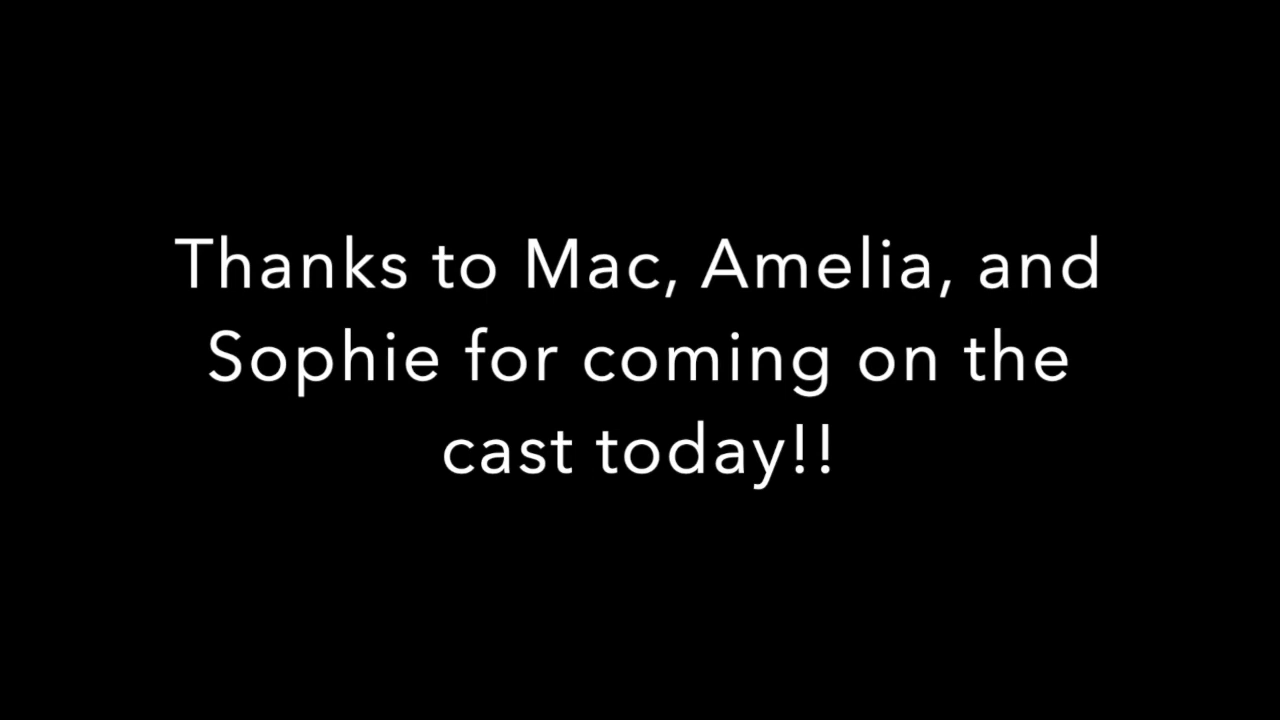 Thanks to Mac, Amelia, and
Sophie for coming on the
cast today!!